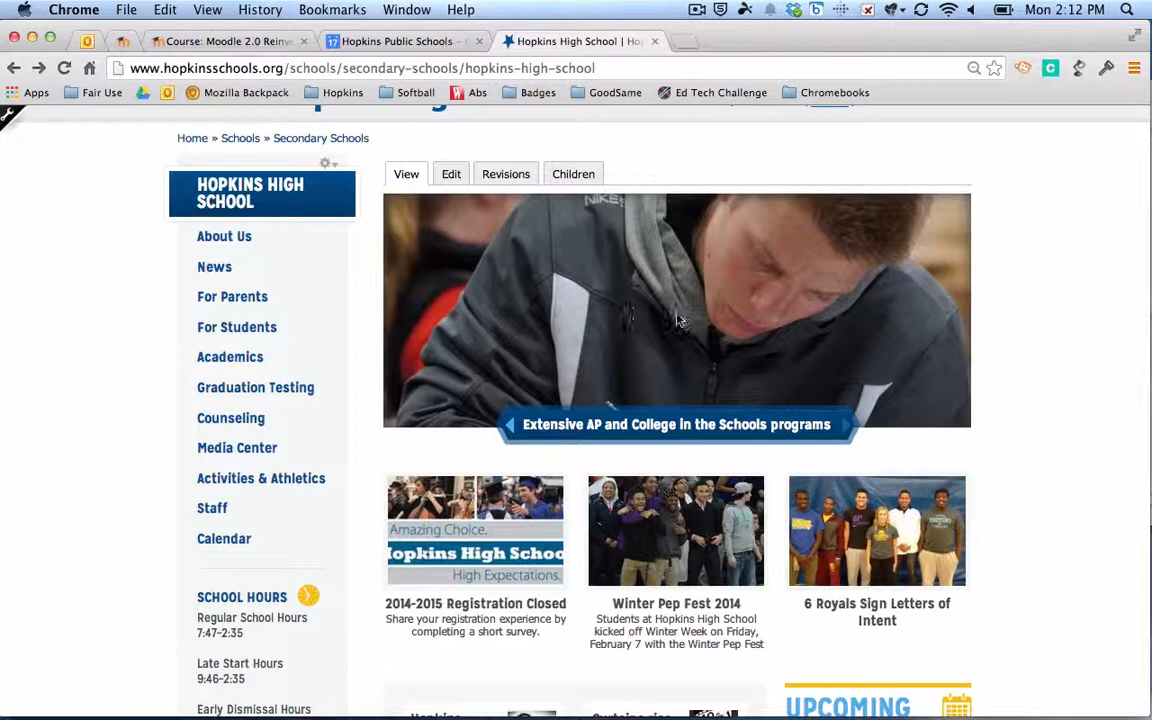 Chrome File Edit View History Bookmarks Window Help Mon 2:12 PM
Course: Moodle 2.0 Reinv Hopkins Public Schools – Hopkins High School | Ho
www.hopkinsschools.org/schools/secondary-schools/hopkins-high-school
Apps Fair Use Mozilla Backpack Hopkins Softball Abs Badges GoodSame Ed Tech Challenge Chromebooks
Home » Schools » Secondary Schools
View Edit Revisions Children
HOPKINS HIGH
SCHOOL
About Us
News
For Parents
For Students
Academics
Graduation Testing
Counseling
Media Center
Activities & Athletics
Staff
Calendar
SCHOOL HOURS
Regular School Hours
7:47-2:35
Late Start Hours
9:46-2:35
Early Dismissal Hours
NIKE
Extensive AP and College in the Schools programs
Amazing Choice.
Hopkins High Schoo
High Expectations.
2014-2015 Registration Closed
Share your registration experience by
completing a short survey.
Winter Pep Fest 2014
Students at Hopkins High School
kicked off Winter Week on Friday,
February 7 with the Winter Pep Fest
6 Royals Sign Letters of
Intent
UPCOMING